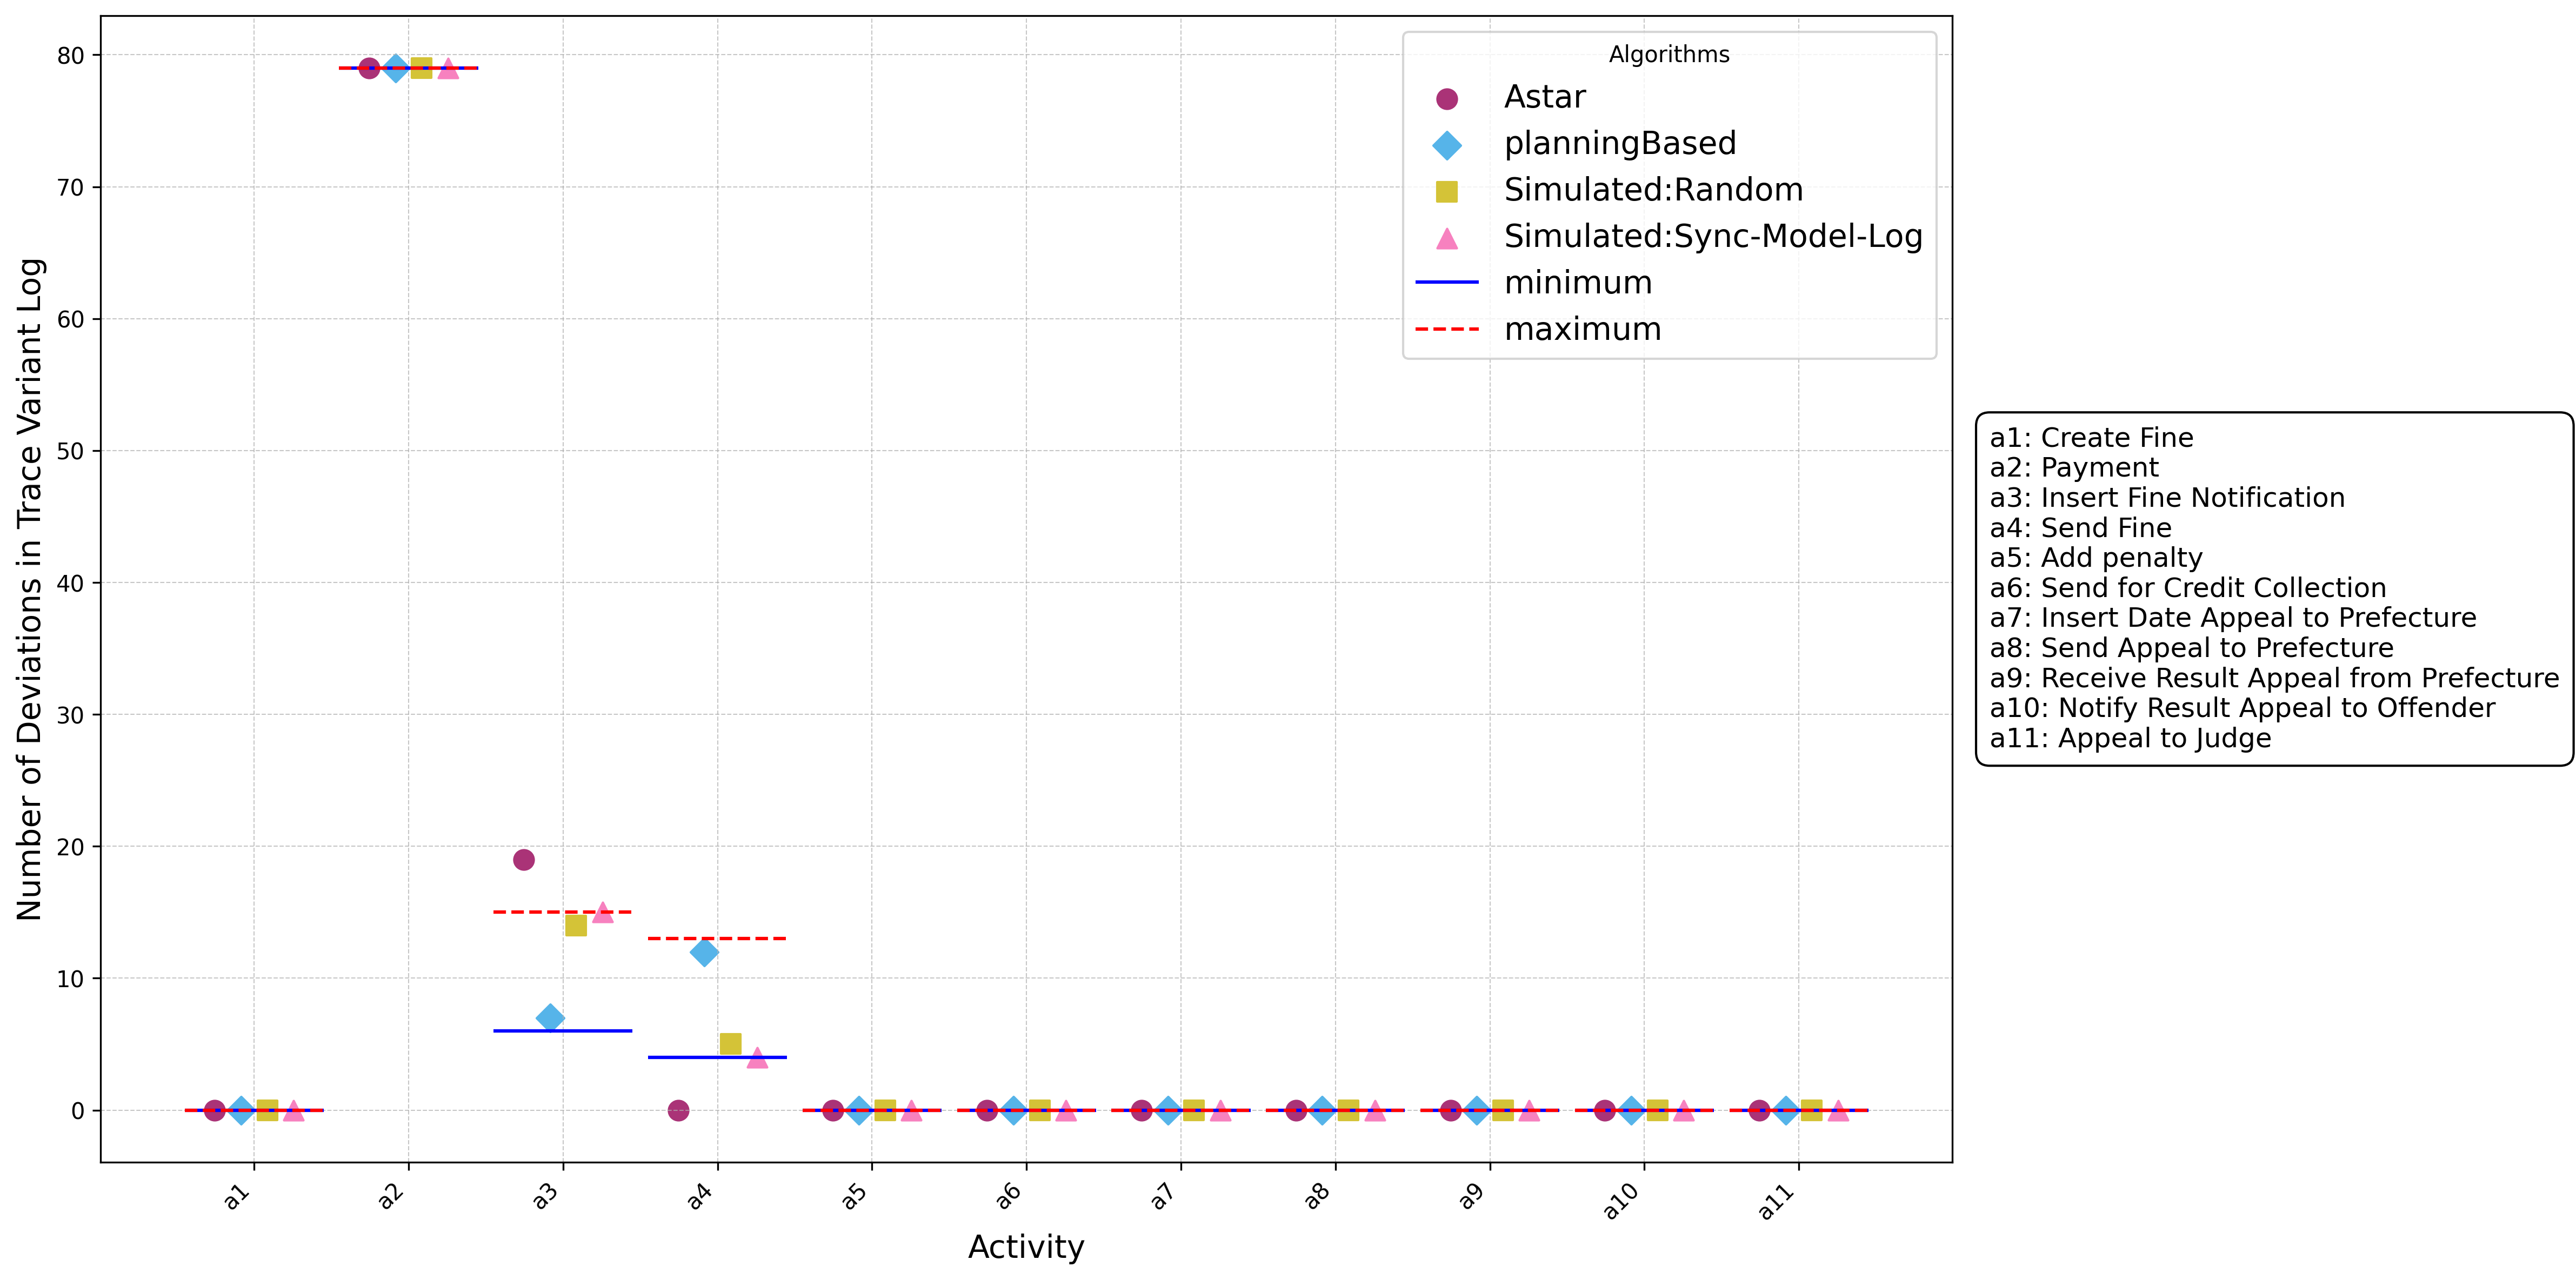 Number of Deviations in Trace Variant Log
80
70
60
50
40
30
20
10
0
a1
a2
a3
a4
a5
a6
a7
a8
a9
a10
a11
Activity
Algorithms
Astar
planningBased
Simulated:Random
Simulated:Sync-Model-Log
minimum
maximum
a1: Create Fine
a2: Payment
a3: Insert Fine Notification
a4: Send Fine
a5: Add penalty
a6: Send for Credit Collection
a7: Insert Date Appeal to Prefecture
a8: Send Appeal to Prefecture
a9: Receive Result Appeal from Prefecture
a10: Notify Result Appeal to Offender
a11: Appeal to Judge